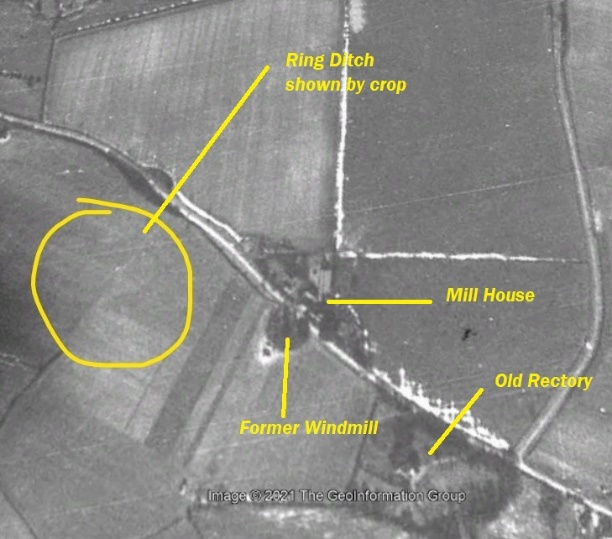 Ring Ditch
shown by crop
Mill House
Old Rectory
Former Windmill
Image © 2021 The GeoInformation Group